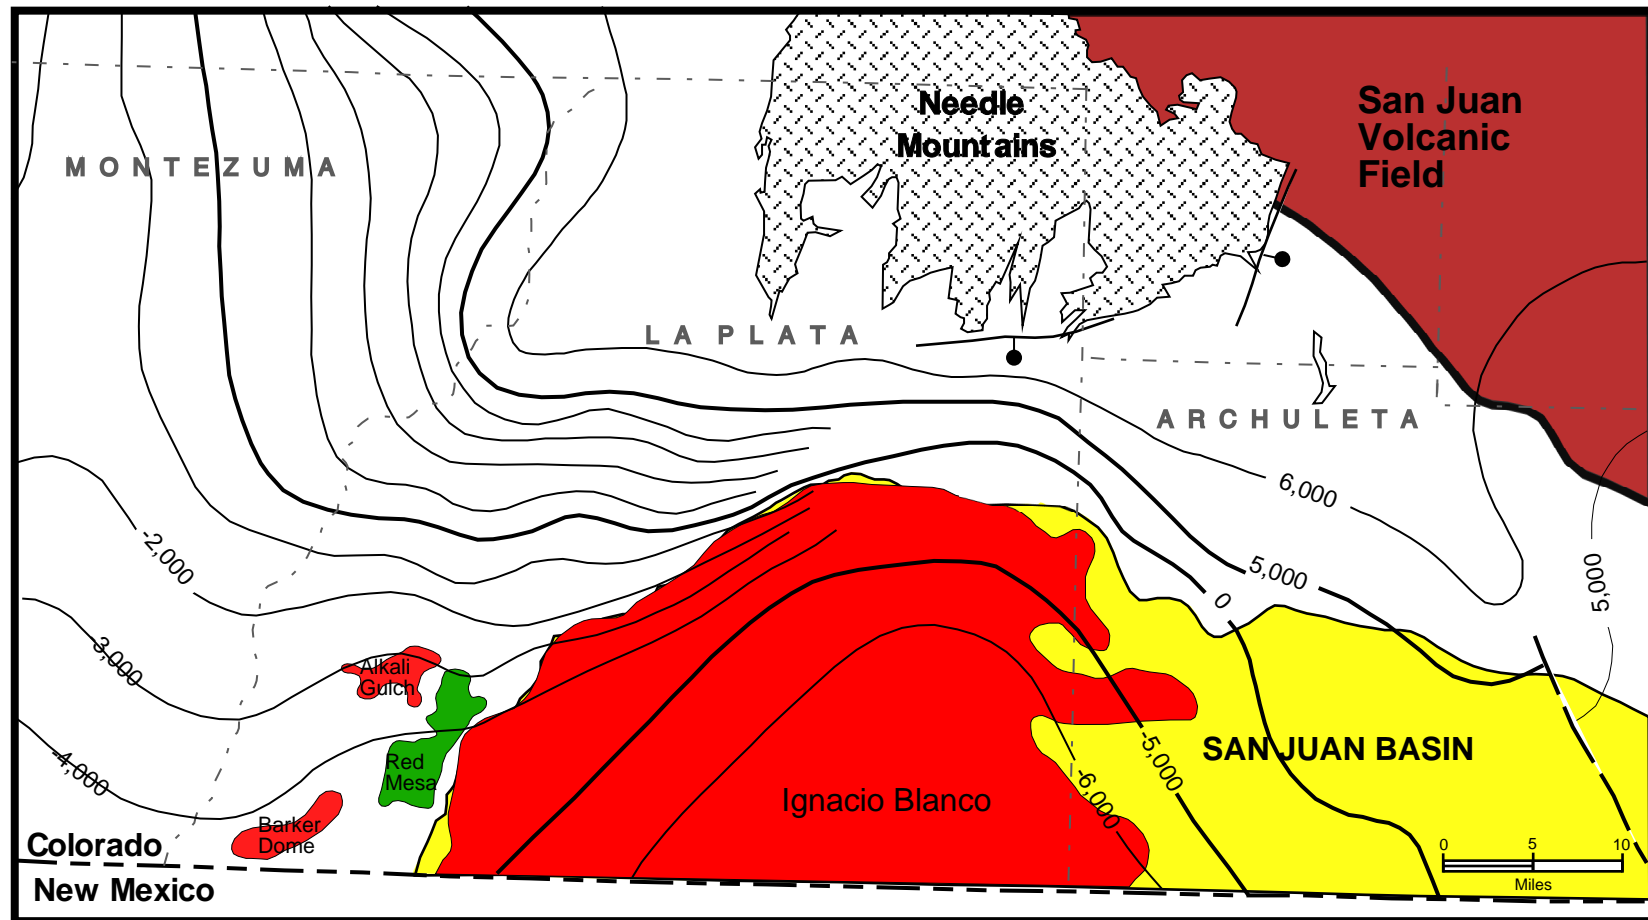 Needle
Mountains
San Juan
Volcanic
Field
MONTEZUMA
LA PLATA
ARCHULETA
6,000
5,000
0
5,000
-2,000
3,000
-4,000
Alkali
Gulch
Red
Mesa
Barker
Dome
Ignacio Blanco
-5,000
-6,000
SAN JUAN BASIN
0 5 10
Miles
Colorado
New Mexico